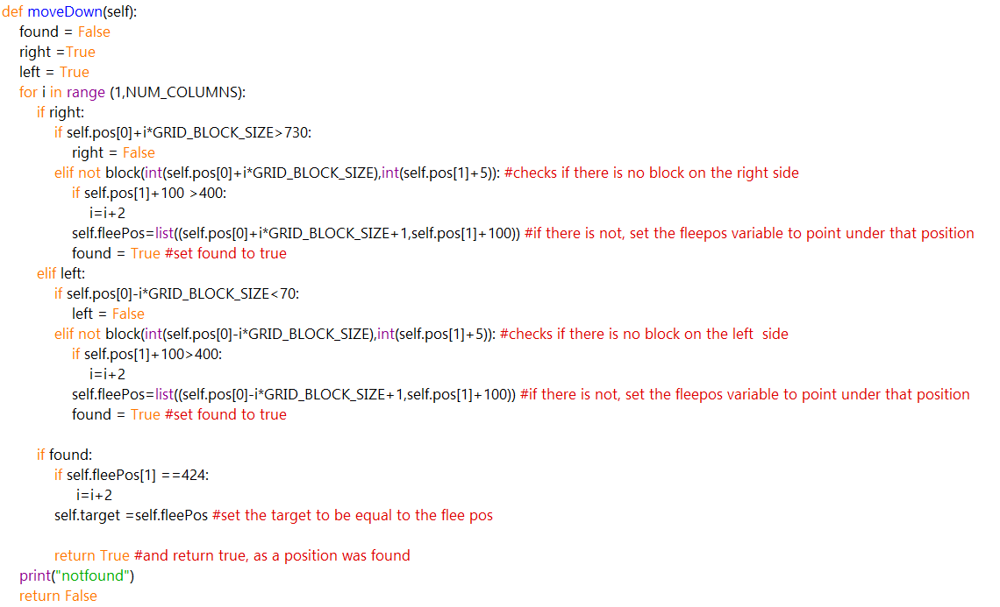 def moveDown(self):
    found = False
    right =True
    left = True
    for i in range (1,NUM_COLUMNS):
        if right:
            if self.pos[0]+i*GRID_BLOCK_SIZE>730:
                right = False
            elif not block(int(self.pos[0]+i*GRID_BLOCK_SIZE),int(self.pos[1]+5)): #checks if there is no block on the right side
                if self.pos[1]+100 >400:
                    i=i+2
                self.fleePos=list((self.pos[0]+i*GRID_BLOCK_SIZE+1,self.pos[1]+100)) #if there is not, set the fleepos variable to point under that position
                found = True #set found to true
        elif left:
            if self.pos[0]-i*GRID_BLOCK_SIZE<70:
                left = False
            elif not block(int(self.pos[0]-i*GRID_BLOCK_SIZE),int(self.pos[1]+5)): #checks if there is no block on the left  side
                if self.pos[1]+100>400:
                    i=i+2
                self.fleePos=list((self.pos[0]-i*GRID_BLOCK_SIZE+1,self.pos[1]+100)) #if there is not, set the fleepos variable to point under that position
                found = True #set found to true

        if found:
            if self.fleePos[1] ==424:
                 i=i+2
            self.target =self.fleePos #set the target to be equal to the flee pos

            return True #and return true, as a position was found
    print("notfound")
    return False